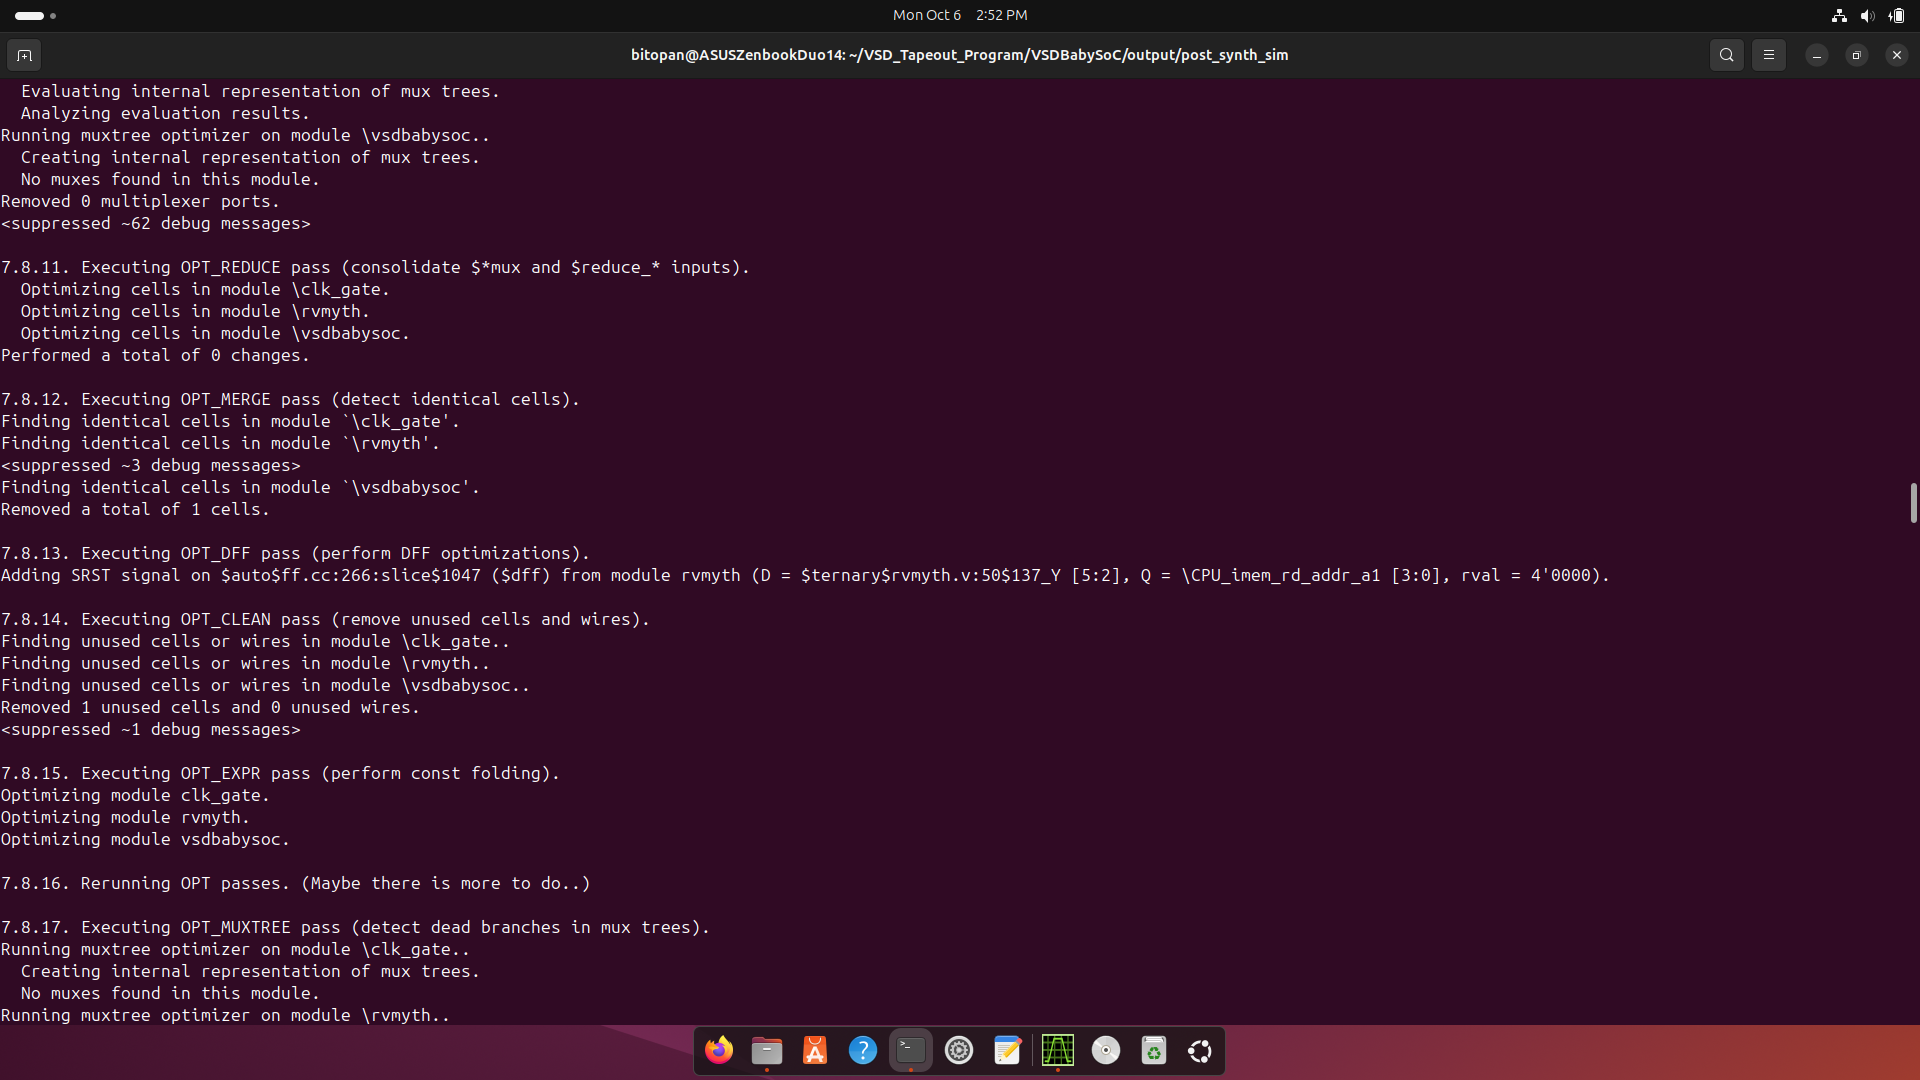 Mon Oct 6 2:52 PM
bitopan@ASUSZenbookDuo14: ~/VSD_Tapeout_Program/VSDBabySoC/output/post_synth_sim
  Evaluating internal representation of mux trees.
  Analyzing evaluation results.
Running muxtree optimizer on module \vsdbabysoc..
  Creating internal representation of mux trees.
  No muxes found in this module.
Removed 0 multiplexer ports.
<suppressed ~62 debug messages>

7.8.11. Executing OPT_REDUCE pass (consolidate $*mux and $reduce_* inputs).
  Optimizing cells in module \clk_gate.
  Optimizing cells in module \rvmyth.
  Optimizing cells in module \vsdbabysoc.
Performed a total of 0 changes.

7.8.12. Executing OPT_MERGE pass (detect identical cells).
Finding identical cells in module `\clk_gate'.
Finding identical cells in module `\rvmyth'.
<suppressed ~3 debug messages>
Finding identical cells in module `\vsdbabysoc'.
Removed a total of 1 cells.

7.8.13. Executing OPT_DFF pass (perform DFF optimizations).
Adding SRST signal on $auto$ff.cc:266:slice$1047 ($dff) from module rvmyth (D = $ternary$rvmyth.v:50$137_Y [5:2], Q = \CPU_imem_rd_addr_a1 [3:0], rval = 4'0000).

7.8.14. Executing OPT_CLEAN pass (remove unused cells and wires).
Finding unused cells or wires in module \clk_gate..
Finding unused cells or wires in module \rvmyth..
Finding unused cells or wires in module \vsdbabysoc..
Removed 1 unused cells and 0 unused wires.
<suppressed ~1 debug messages>

7.8.15. Executing OPT_EXPR pass (perform const folding).
Optimizing module clk_gate.
Optimizing module rvmyth.
Optimizing module vsdbabysoc.

7.8.16. Rerunning OPT passes. (Maybe there is more to do..)

7.8.17. Executing OPT_MUXTREE pass (detect dead branches in mux trees).
Running muxtree optimizer on module \clk_gate..
  Creating internal representation of mux trees.
  No muxes found in this module.
Running muxtree optimizer on module \rvmyth..